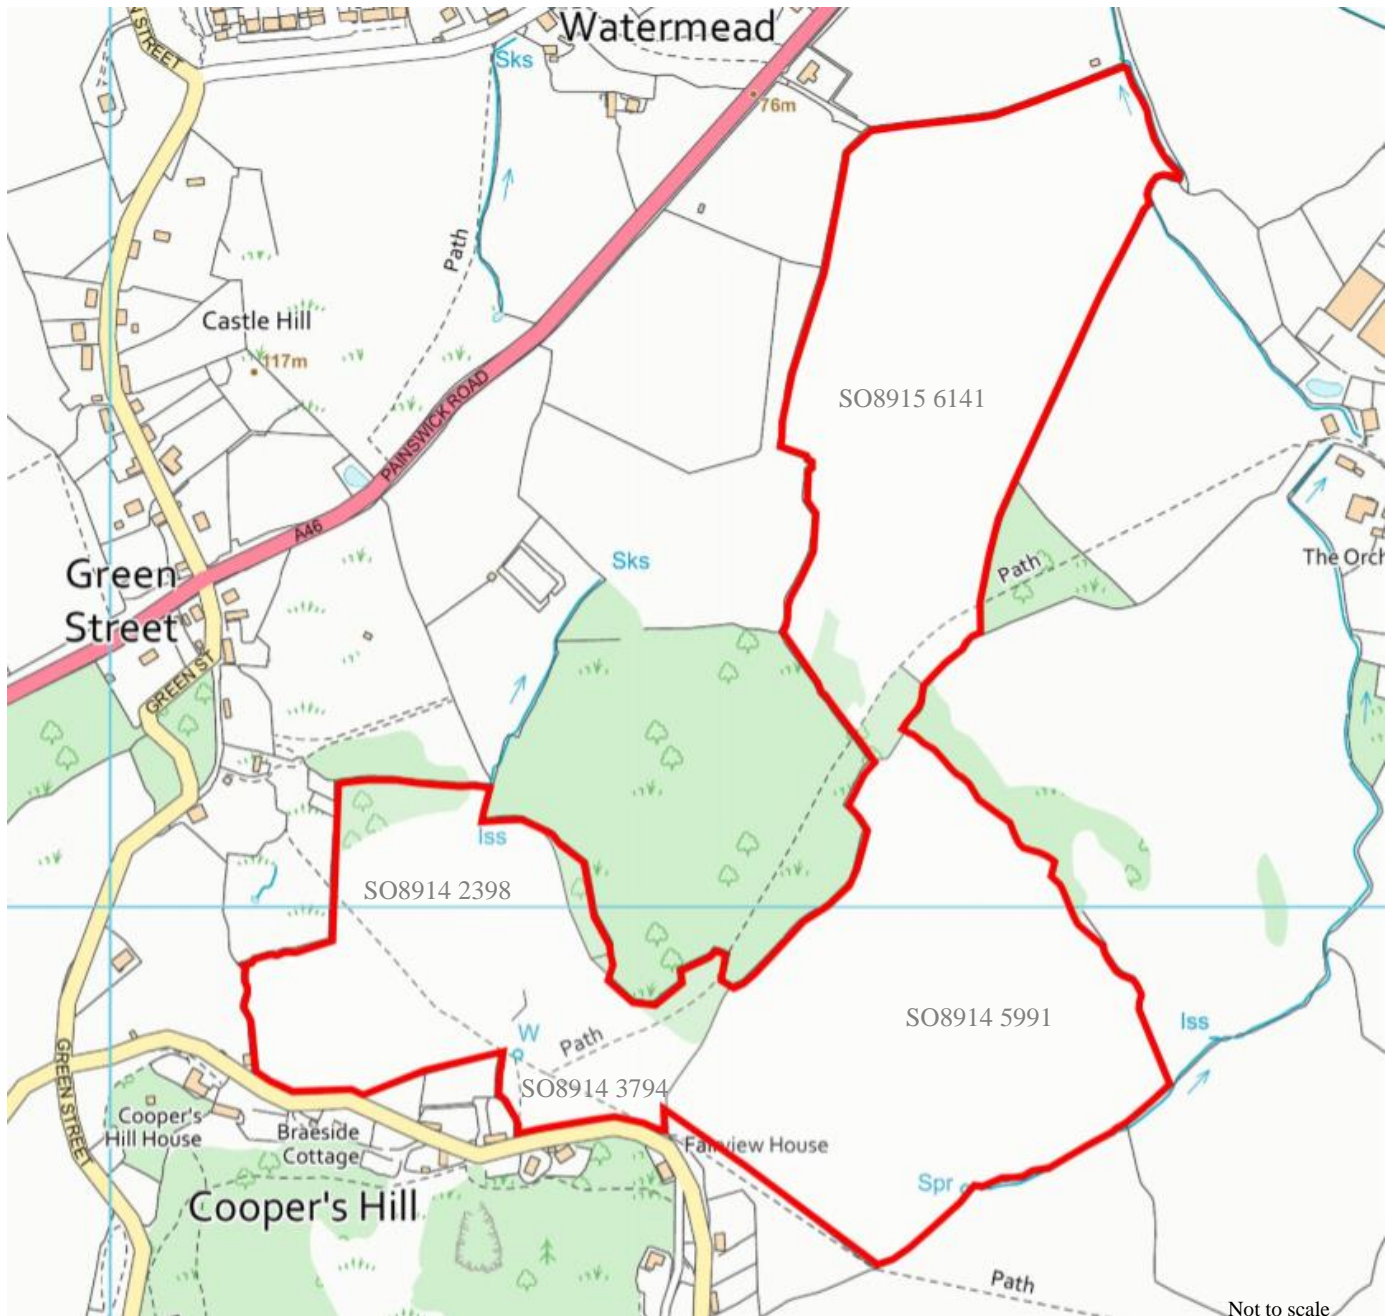 Watermead
N STREET
Sks
76m
Path
Castle Hill
117m
PAINSWICK ROAD
SO8915 6141
A46
Sks
Path
The Orch
Green
Street
GREEN ST
Iss
SO8914 2398
SO8914 5991
Iss
W
Path
SO8914 3794
GREEN STREET
Cooper's
Hill House
Braeside
Cottage
Fairview House
Spr
Cooper's Hill
Path
Not to scale